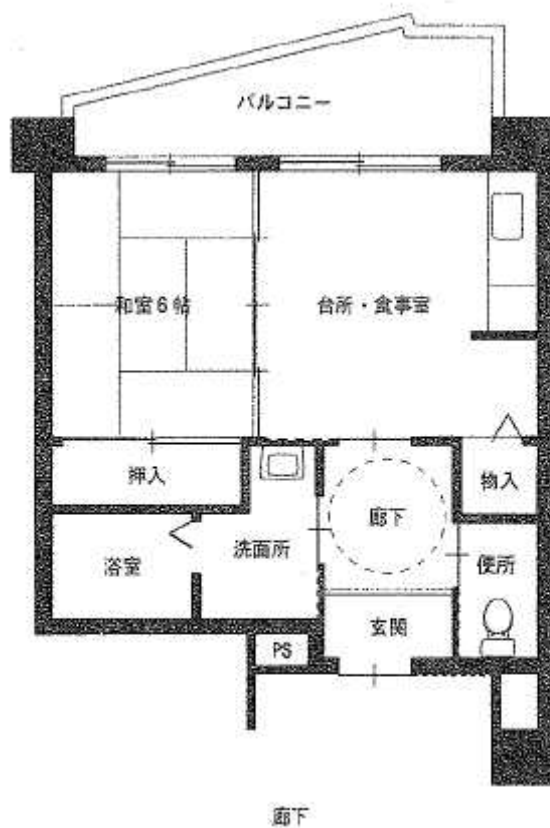 バルコニー
和室6帖
台所・食事室
押入
物入
廊下
洗面所
浴室
便所
玄関
PS
廊下